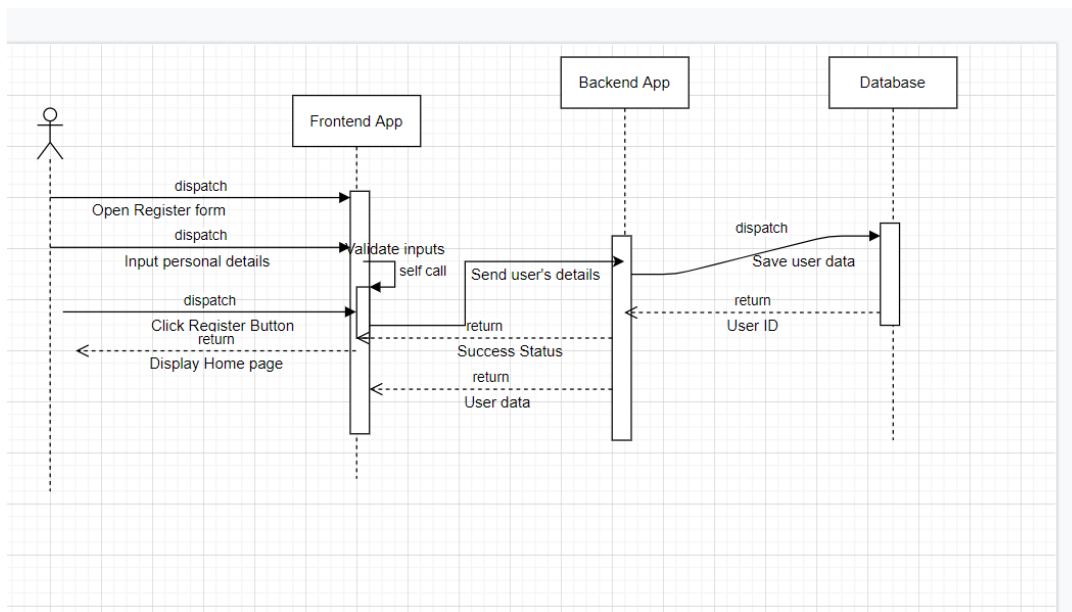 Backend App
Database
Frontend App
dispatch
Open Register form
dispatch
Input personal details
Validate inputs
self call
dispatch
Save user data
Send user's details
dispatch
Click Register Button
return
User ID
return
Success Status
return
Display Home page
return
User data